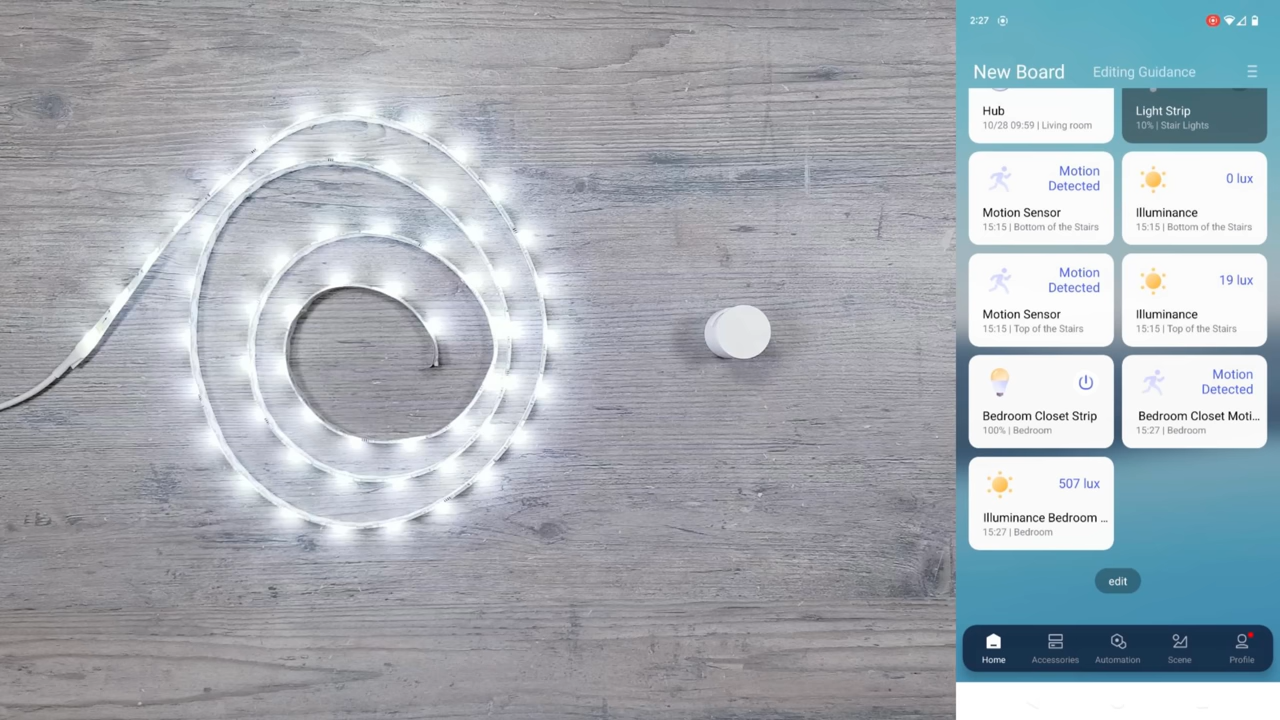 2:27
New Board
Editing Guidance
Hub
10/28 09:59 | Living room
Light Strip
10% | Stair Lights
Motion
Detected
Motion Sensor
15:15 | Bottom of the Stairs
0 lux
Illuminance
15:15 | Bottom of the Stairs
Motion
Detected
Motion Sensor
15:15 | Top of the Stairs
19 lux
Illuminance
15:15 | Top of the Stairs
Bedroom Closet Strip
100% | Bedroom
Motion
Detected
Bedroom Closet Moti...
15:27 | Bedroom
507 lux
Illuminance Bedroom ...
15:27 | Bedroom
edit
Home
Accessories
Automation
Scene
Profile